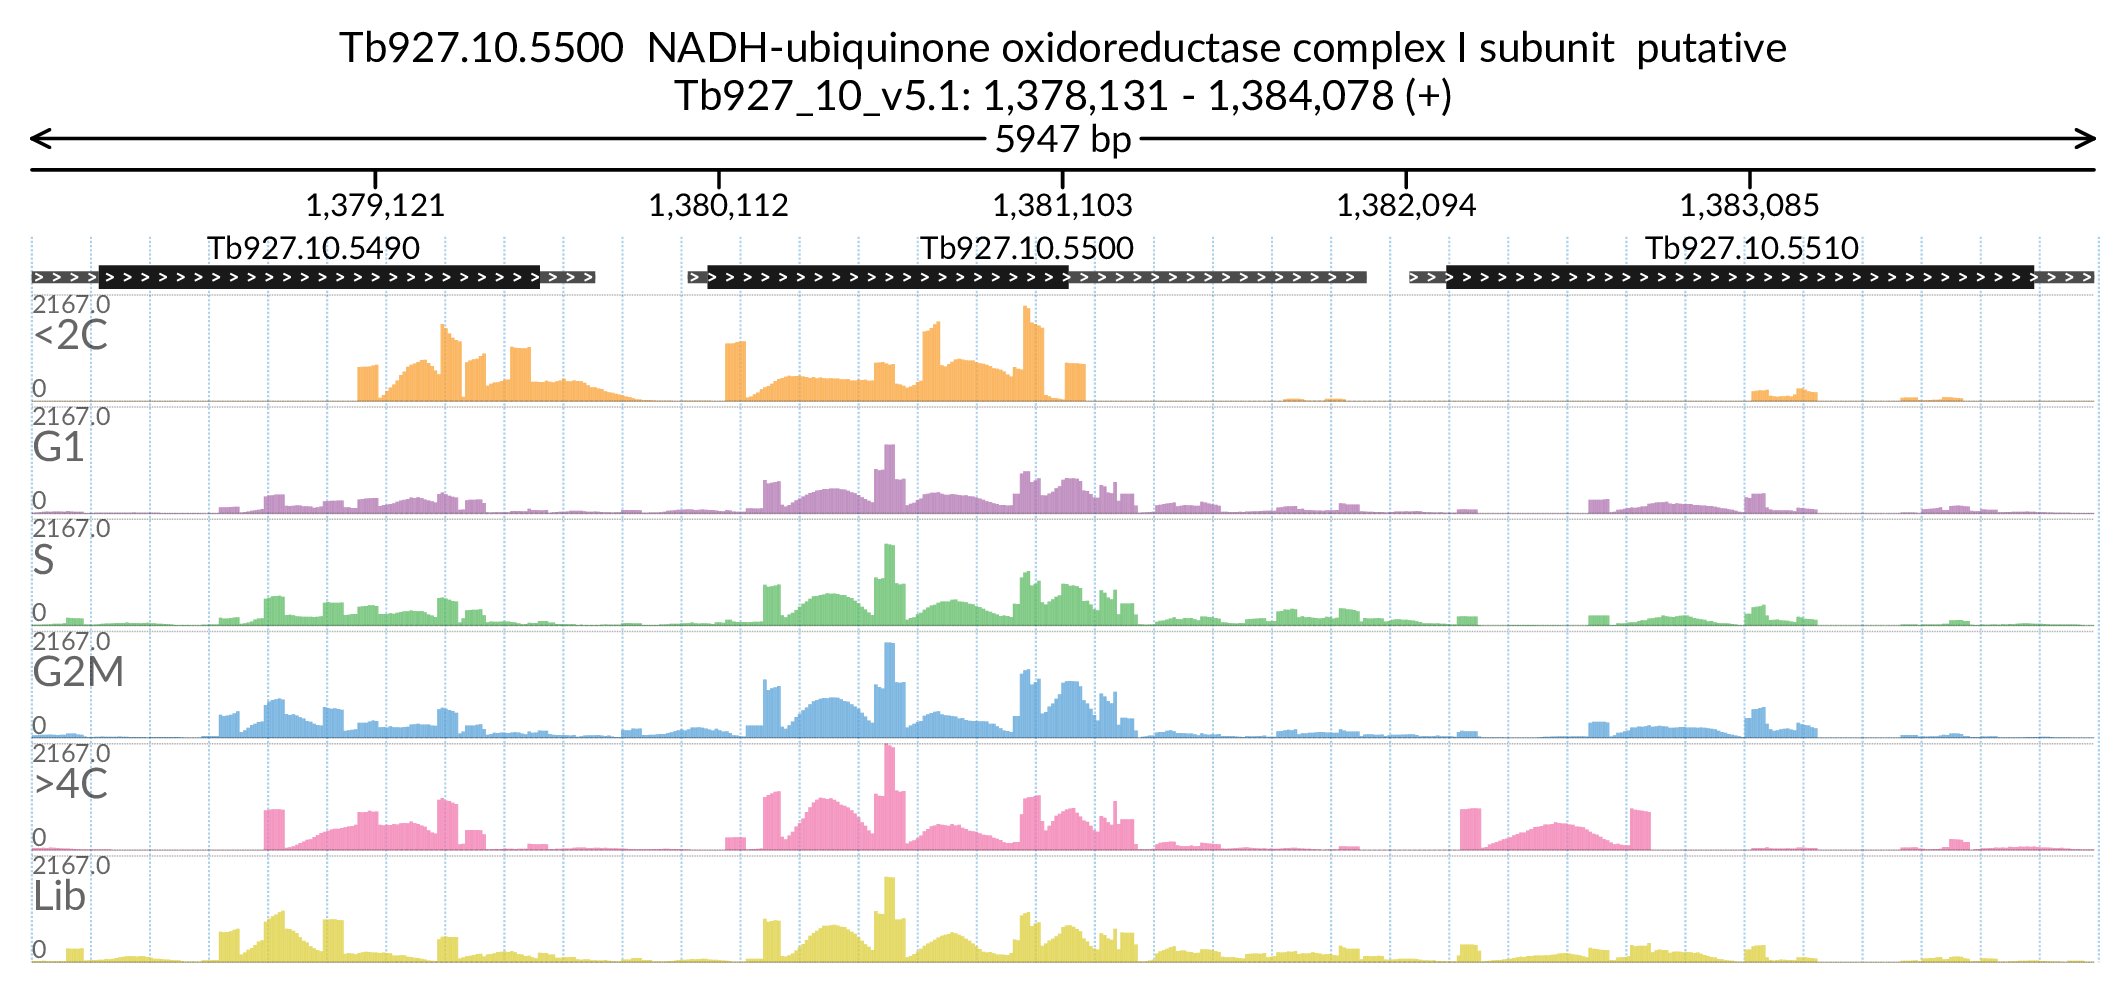 Tb927.10.5500  NADH-ubiquinone oxidoreductase complex I subunit  putative
Tb927_10_v5.1: 1,378,131 - 1,384,078 (+)
5947 bp
1,379,121 1,380,112 1,381,103 1,382,094 1,383,085
Tb927.10.5490 Tb927.10.5500 Tb927.10.5510
2167.0
<2C
0
2167.0
G1
0
2167.0
S
0
2167.0
G2M
0
2167.0
>4C
0
2167.0
Lib
0